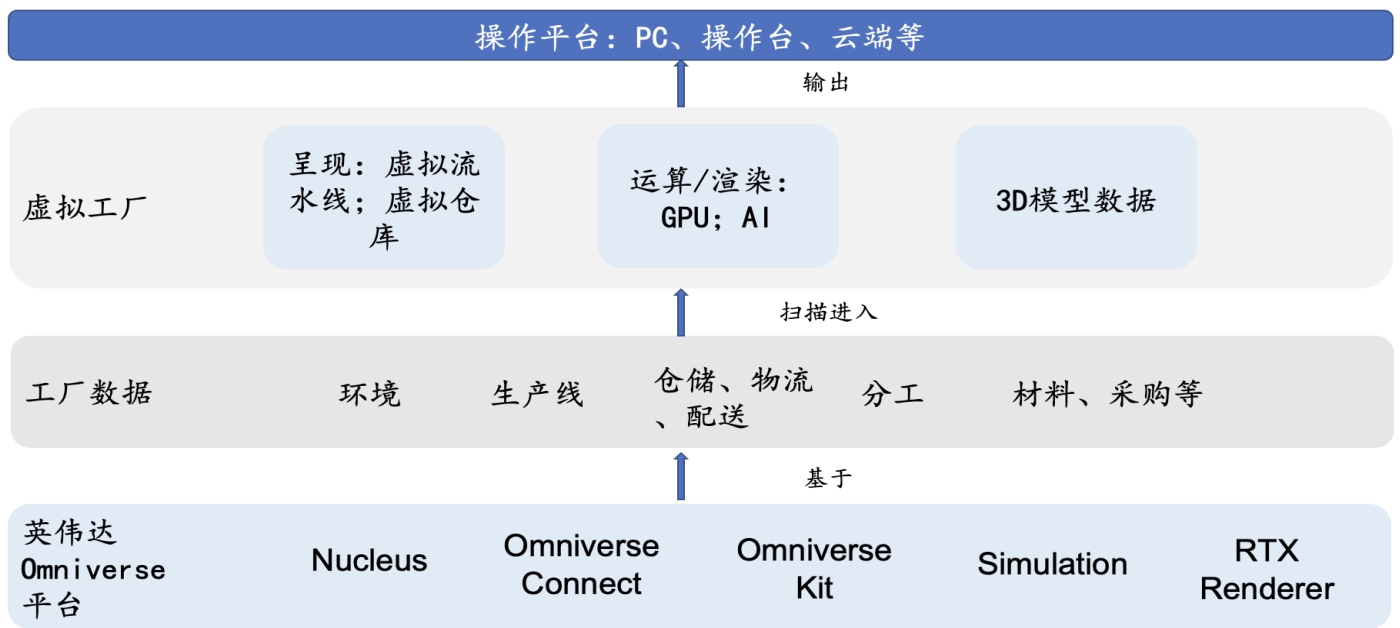 操作平台：PC、操作台、云端等
输出
虚拟工厂
呈现：虚拟流
水线；虚拟仓
库
运算/渲染：
GPU；AI
3D模型数据
扫描进入
工厂数据
环境
生产线
仓储、物流
、配送
分工
材料、采购等
基于
英伟达
Omniverse
平台
Nucleus
Omniverse
Connect
Omniverse
Kit
Simulation
RTX
Renderer